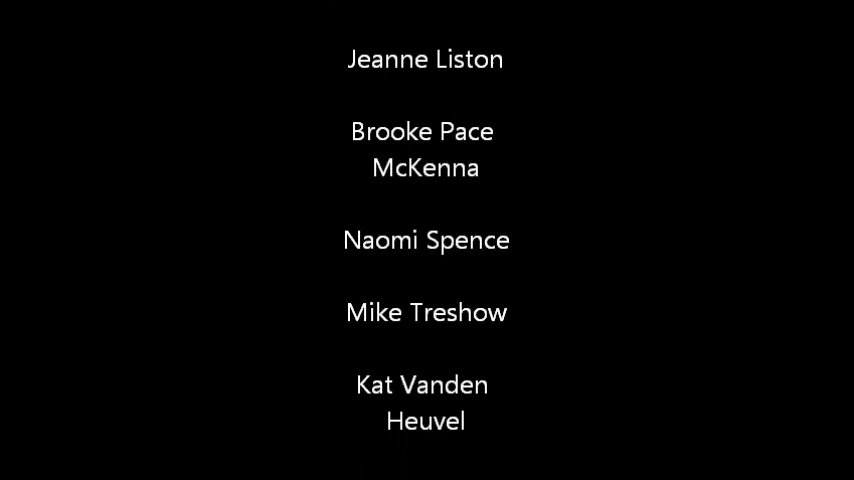 Jeanne Liston
Brooke Pace
McKenna
Naomi Spence
Mike Treshow
Kat Vanden
Heuvel